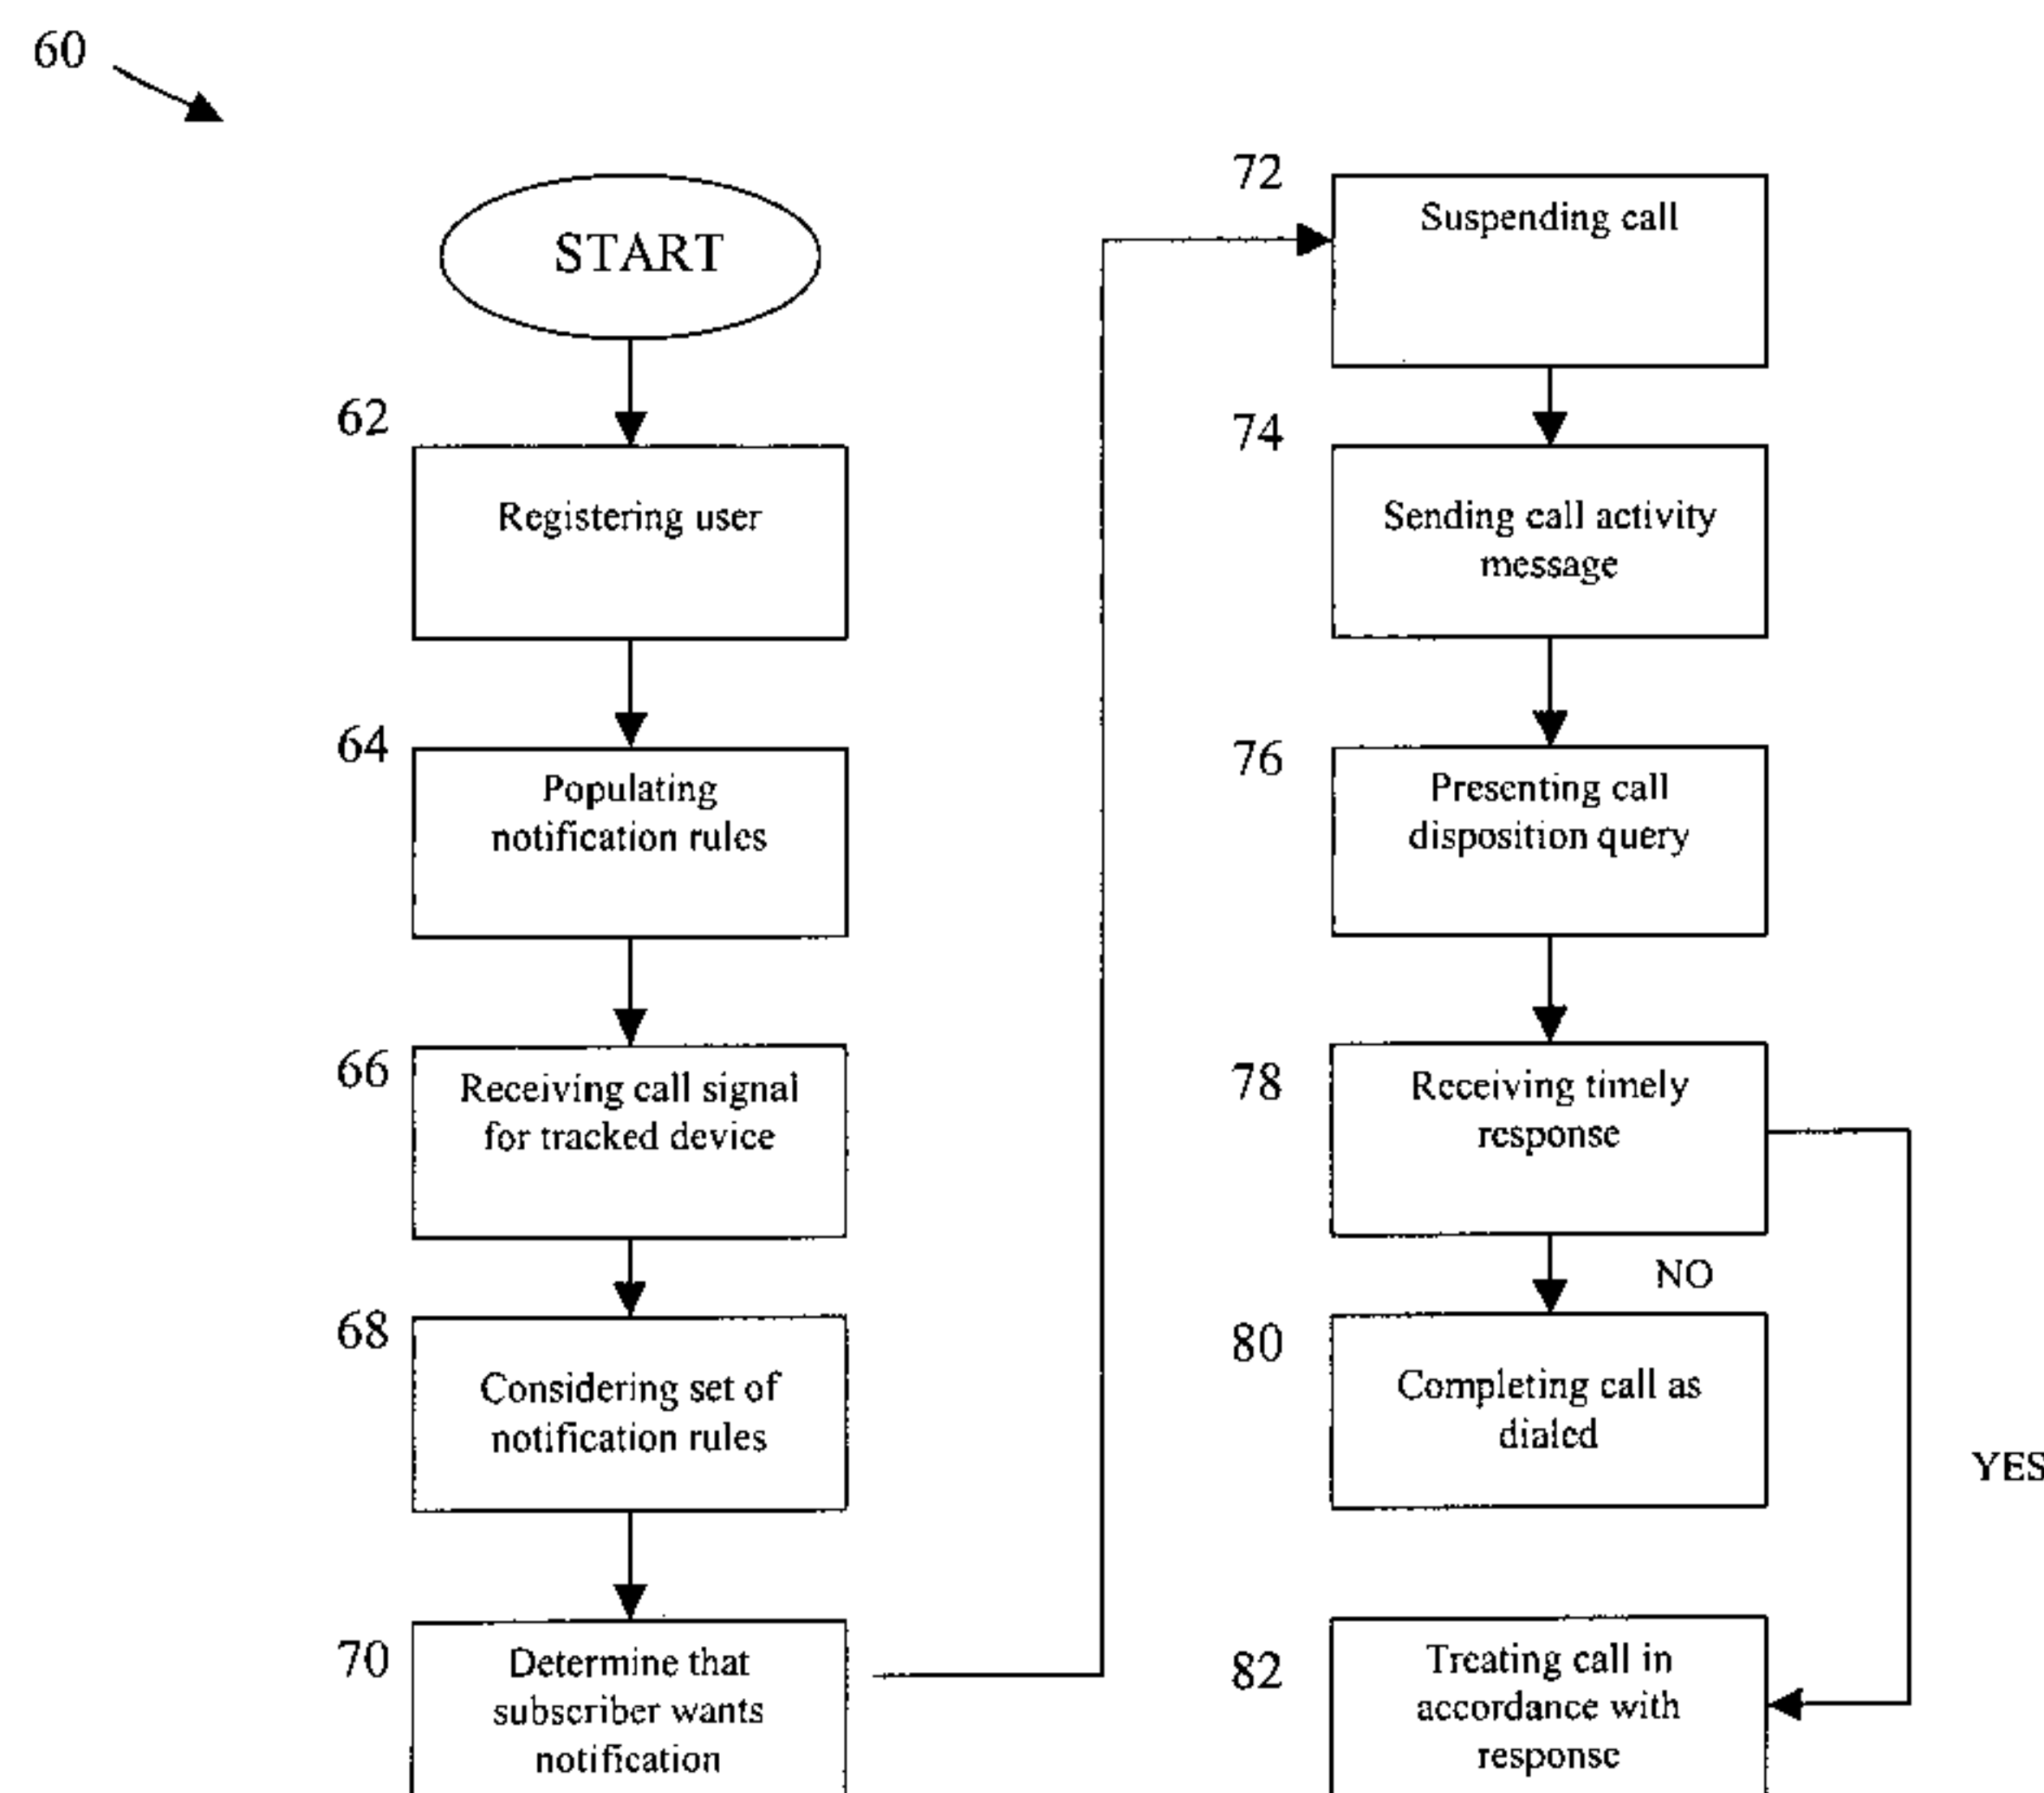 60
START
62
Registering user
64
Populating
notification rules
66
Receiving call signal
for tracked device
68
Considering set of
notification rules
70
Determine that
subscriber wants
notification
72
Suspending call
74
Sending call activity
message
76
Presenting call
disposition query
78
Receiving timely
response
NO
80
Completing call as
dialed
YES
82
Treating call in
accordance with
response